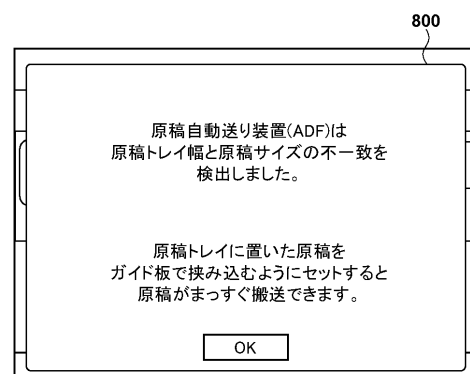 800
原稿自動送り装置(ADF)は
原稿トレイ幅と原稿サイズの不一致を
検出しました。
原稿トレイに置いた原稿を
ガイド板で挟み込むようにセットすると
原稿がまっすぐ搬送できます。
OK